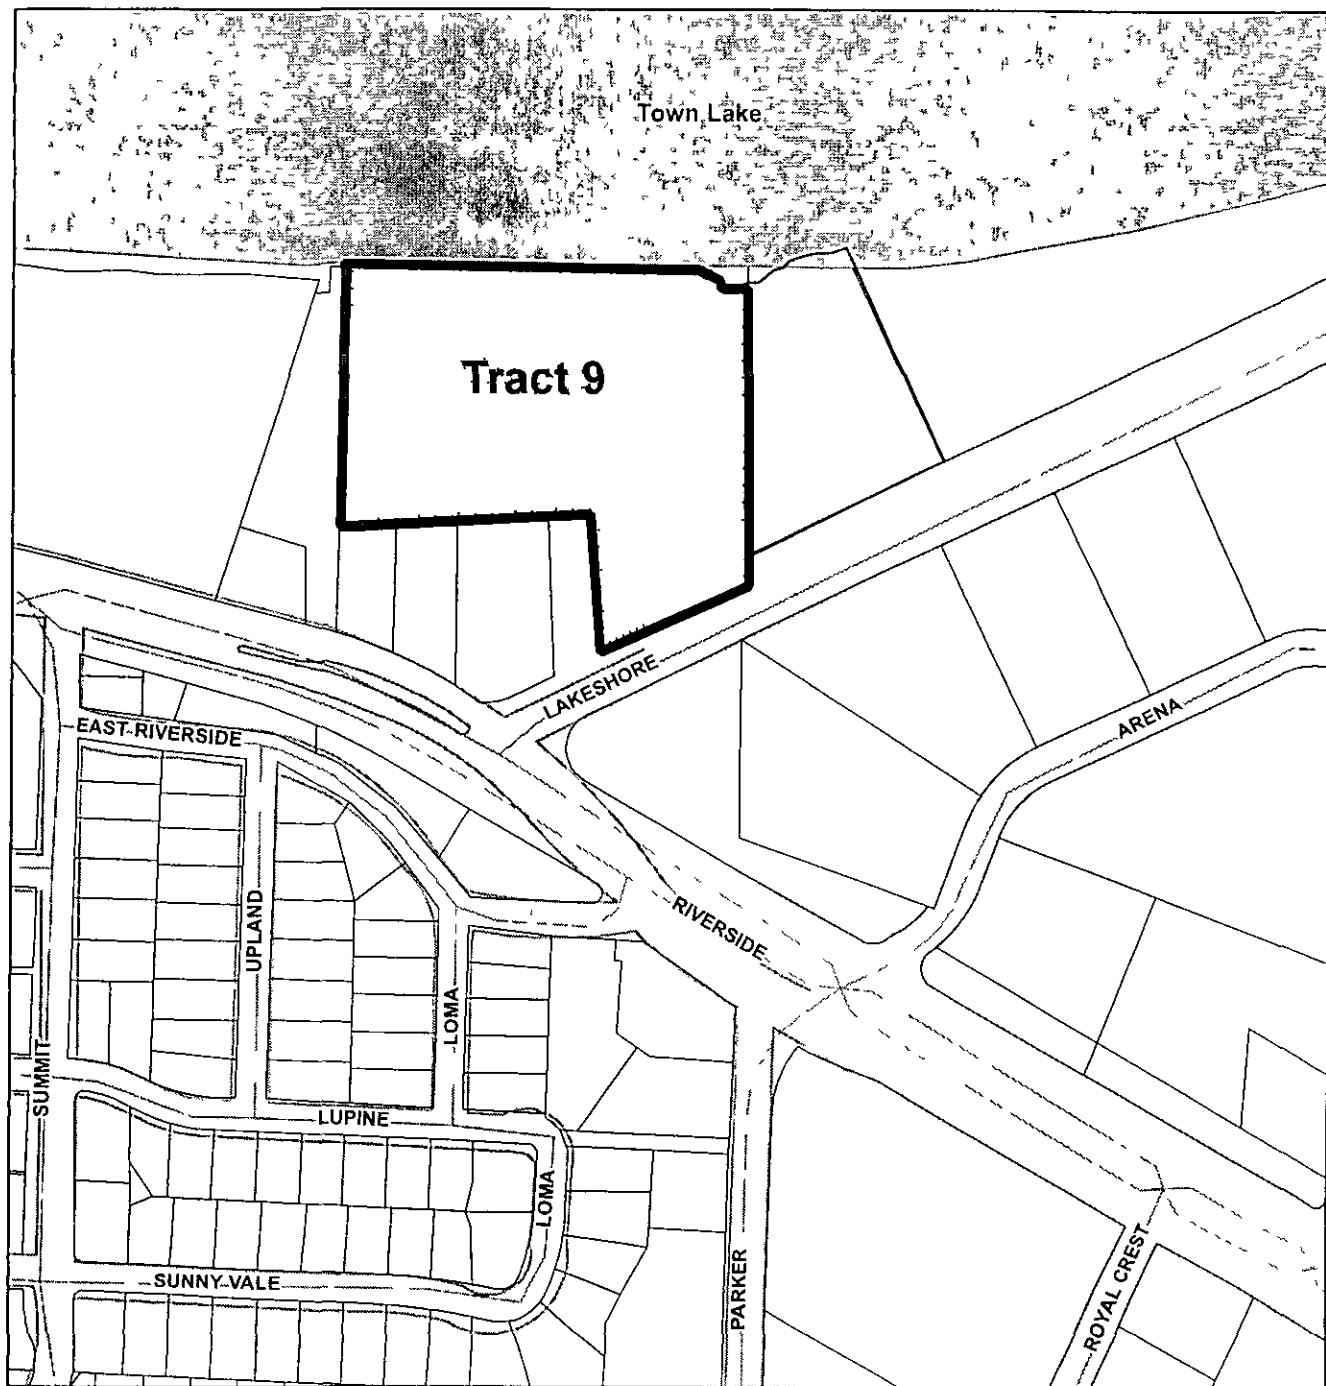 Town Lake
Tract 9
LAKESHORE
EAST RIVERSIDE
ARENA
UPLAND
RIVERSIDE
LOMA
SUMMIT
LUPINE
LOMA
SUNNY VALE
PARKER
ROYAL CREST